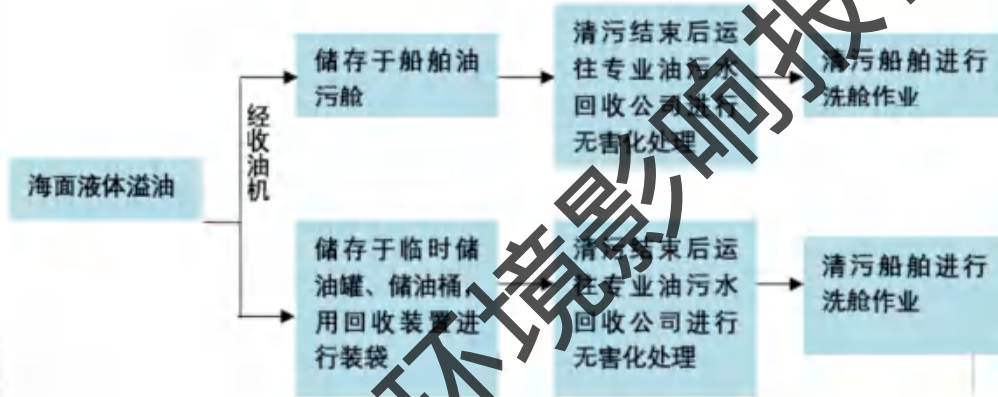 海面液体溢油
经收油机
储存于船舶油
污舱
清污结束后运
往专业油污水
回收公司进行
无害化处理
清污船舶进行
洗舱作业
储存于临时储
油罐、储油桶，
用回收装置进
行装袋
清污结束后运
往专业油污水
回收公司进行
无害化处理
清污船舶进行
洗舱作业
环境影响报